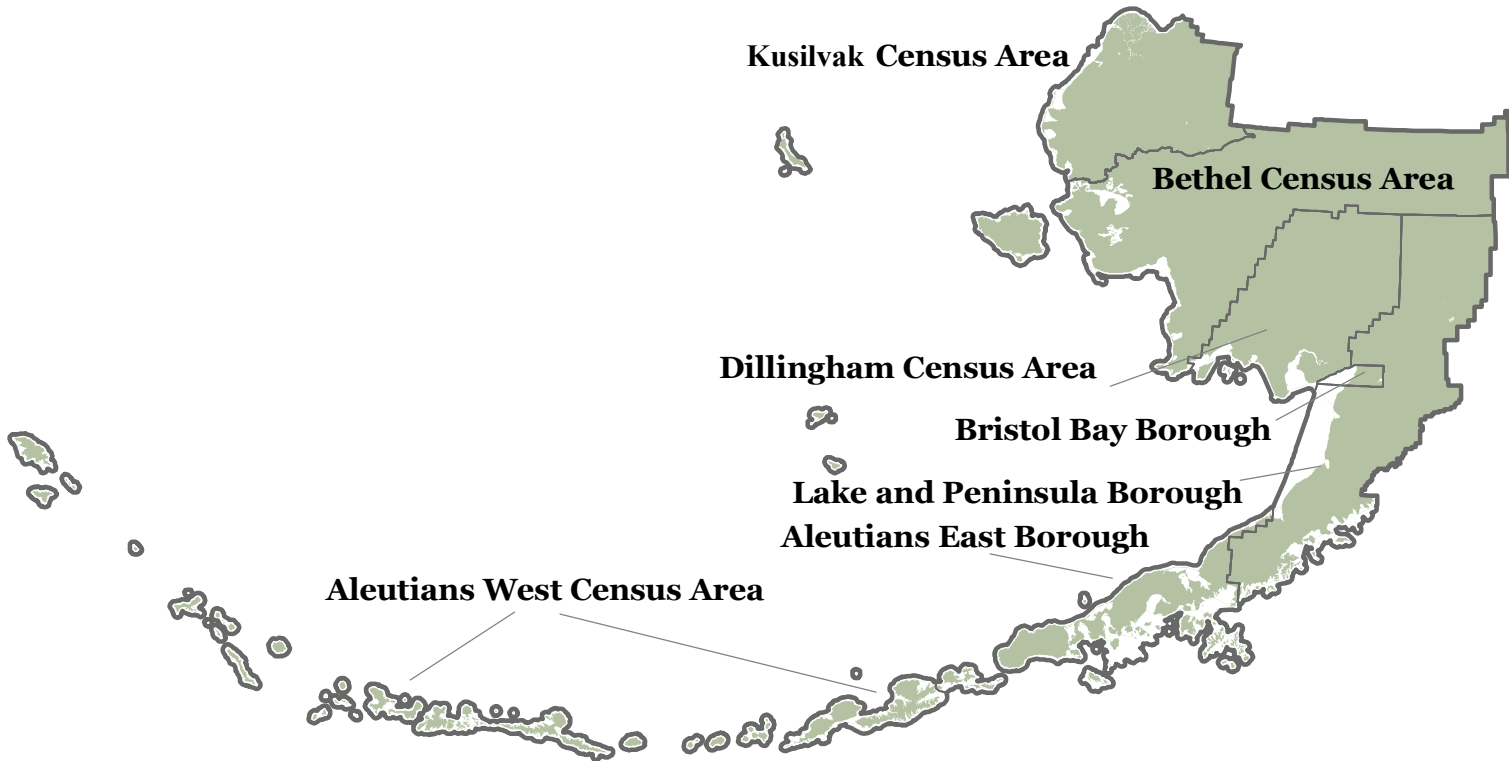 Kusilvak Census Area
Bethel Census Area
Dillingham Census Area
Bristol Bay Borough
Lake and Peninsula Borough
Aleutians East Borough
Aleutians West Census Area